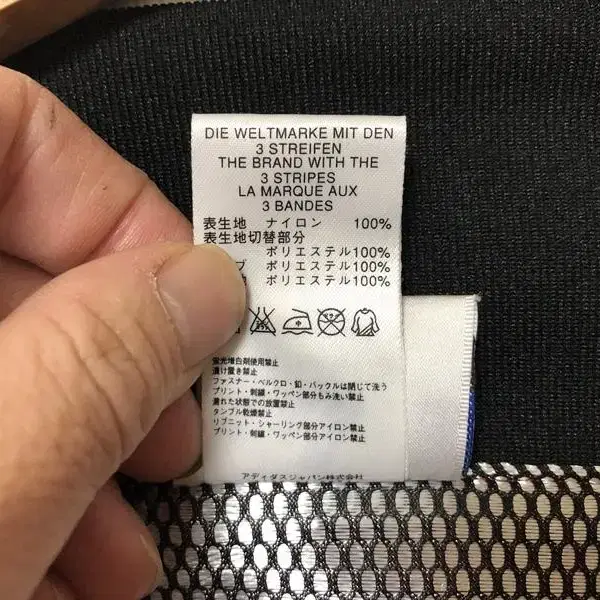 DIE WELTMARKE MIT DEN
3 STREIFEN
THE BRAND WITH THE
3 STRIPES
LA MARQUE AUX
3 BANDES
表生地 ナイロン 100%
表生地切替部分
ポリエステル100%
プ ポリエステル100%
ポリエステル100%
蛍光増白剤使用禁止
漬け置き禁止
ファスナー・ベルクロ・釦・バックルは閉じて洗う
プリント・刺繍・ワッペン部分もみ洗い禁止
濡れた状態での放置禁止
タンブル乾燥禁止
リブニット・シャーリング部分アイロン禁止
プリント・刺繍・ワッペン部分アイロン禁止
アディダスジャパン株式会社